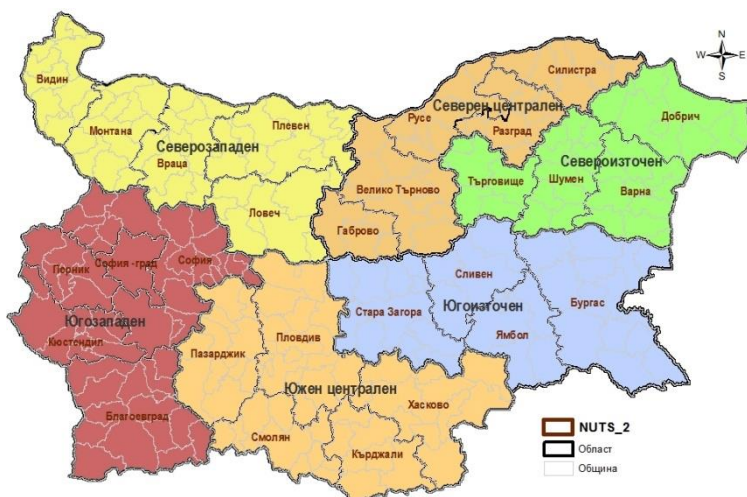 N
W E
S
Видин
Монтана
Плевен
Северозападен
Враца
Ловеч
Силистра
Северен централен
Русе
Разград
Велико Търново
Габрово
Добрич
Североизточен
Търговище
Шумен
Варна
Перник
София -град
София
Югозападен
Кюстендил
Благоевград
Сливен
Бургас
Стара Загора
Югоизточен
Ямбол
Пловдив
Пазарджик
Южен централен
Хасково
Смолян
Кърджали
NUTS_2
Област
Община